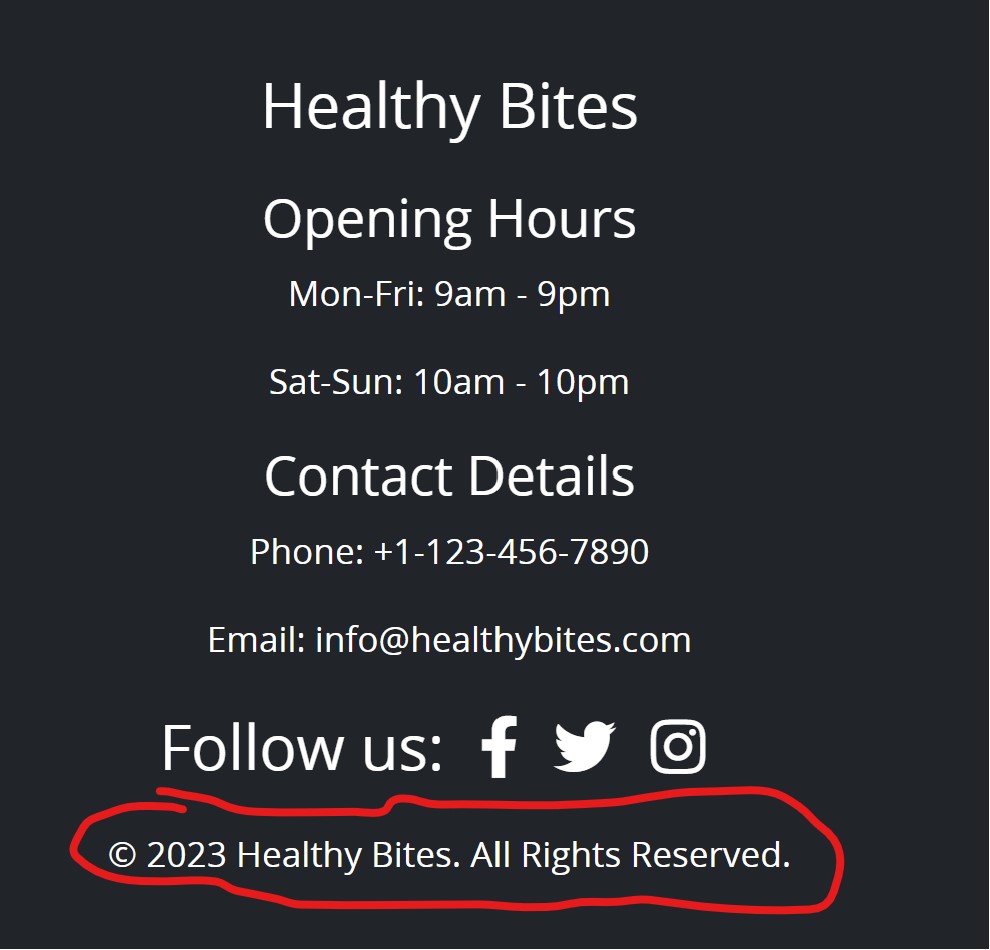 Healthy Bites
Opening Hours
Mon-Fri: 9am - 9pm
Sat-Sun: 10am - 10pm
Contact Details
Phone: +1-123-456-7890
Email: info@healthybites.com
Follow us:
© 2023 Healthy Bites. All Rights Reserved.